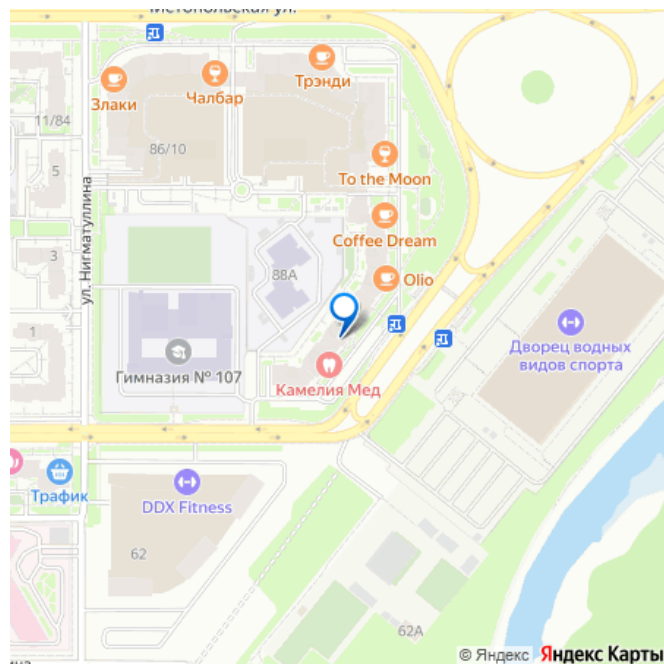 Метопольская ул.
Злаки
Чалбар
Трэнди
11/84
86/10
5
To the Moon
ул. Нигматуллина
Coffee Dream
3
88А
Olio
1
Дворец водных
видов спорта
Гимназия № 107
Камелия Мед
Трафик
DDX Fitness
62
62А
© Яндекс Яндекс Карты